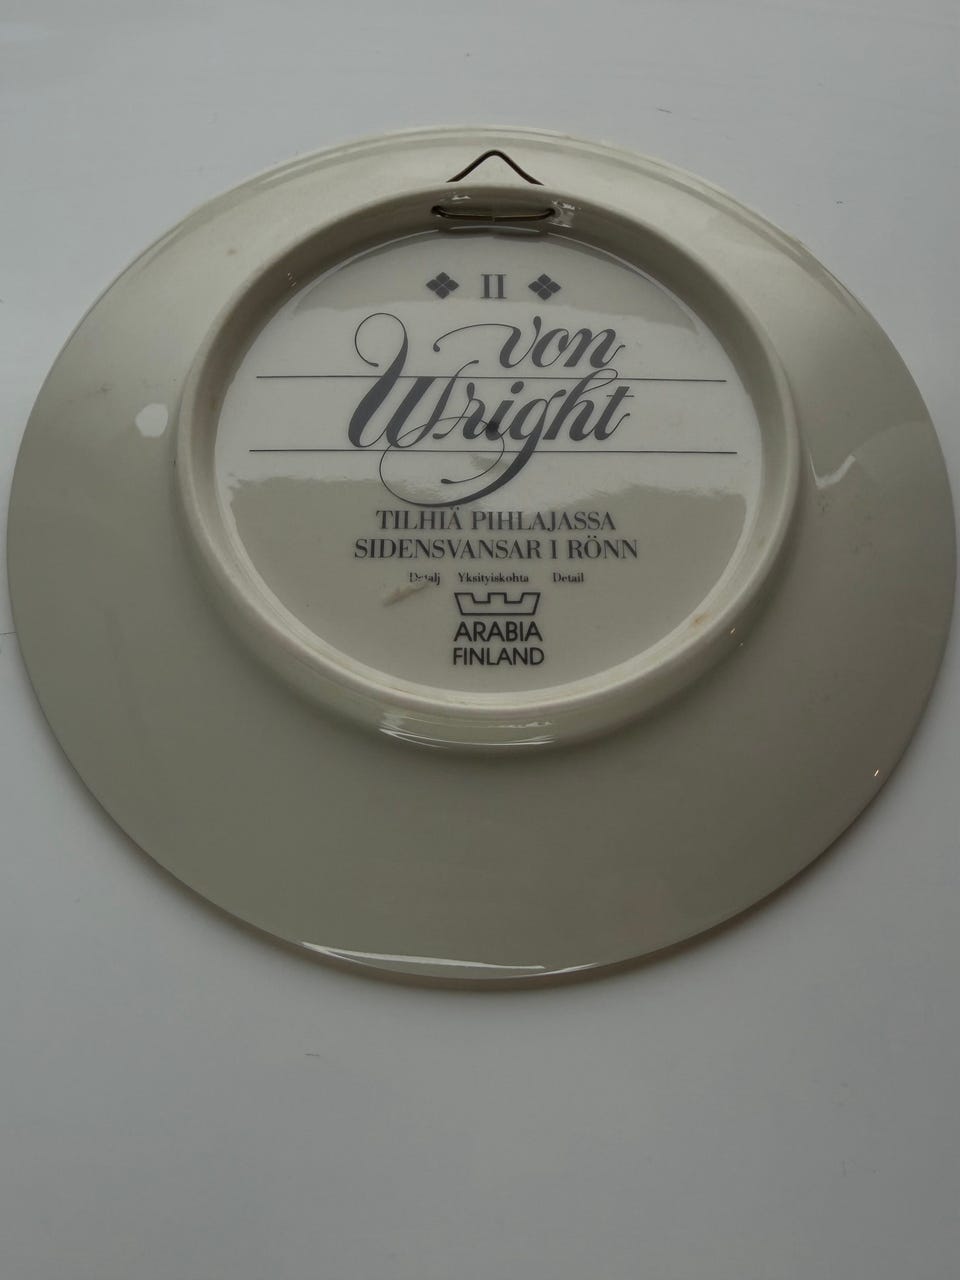 II
von
Wright
TILHIÄ PIHLAJASSA
SIDENSVANSAR I RÖNN
Detalj Yksityiskohta Detail
ARABIA
FINLAND